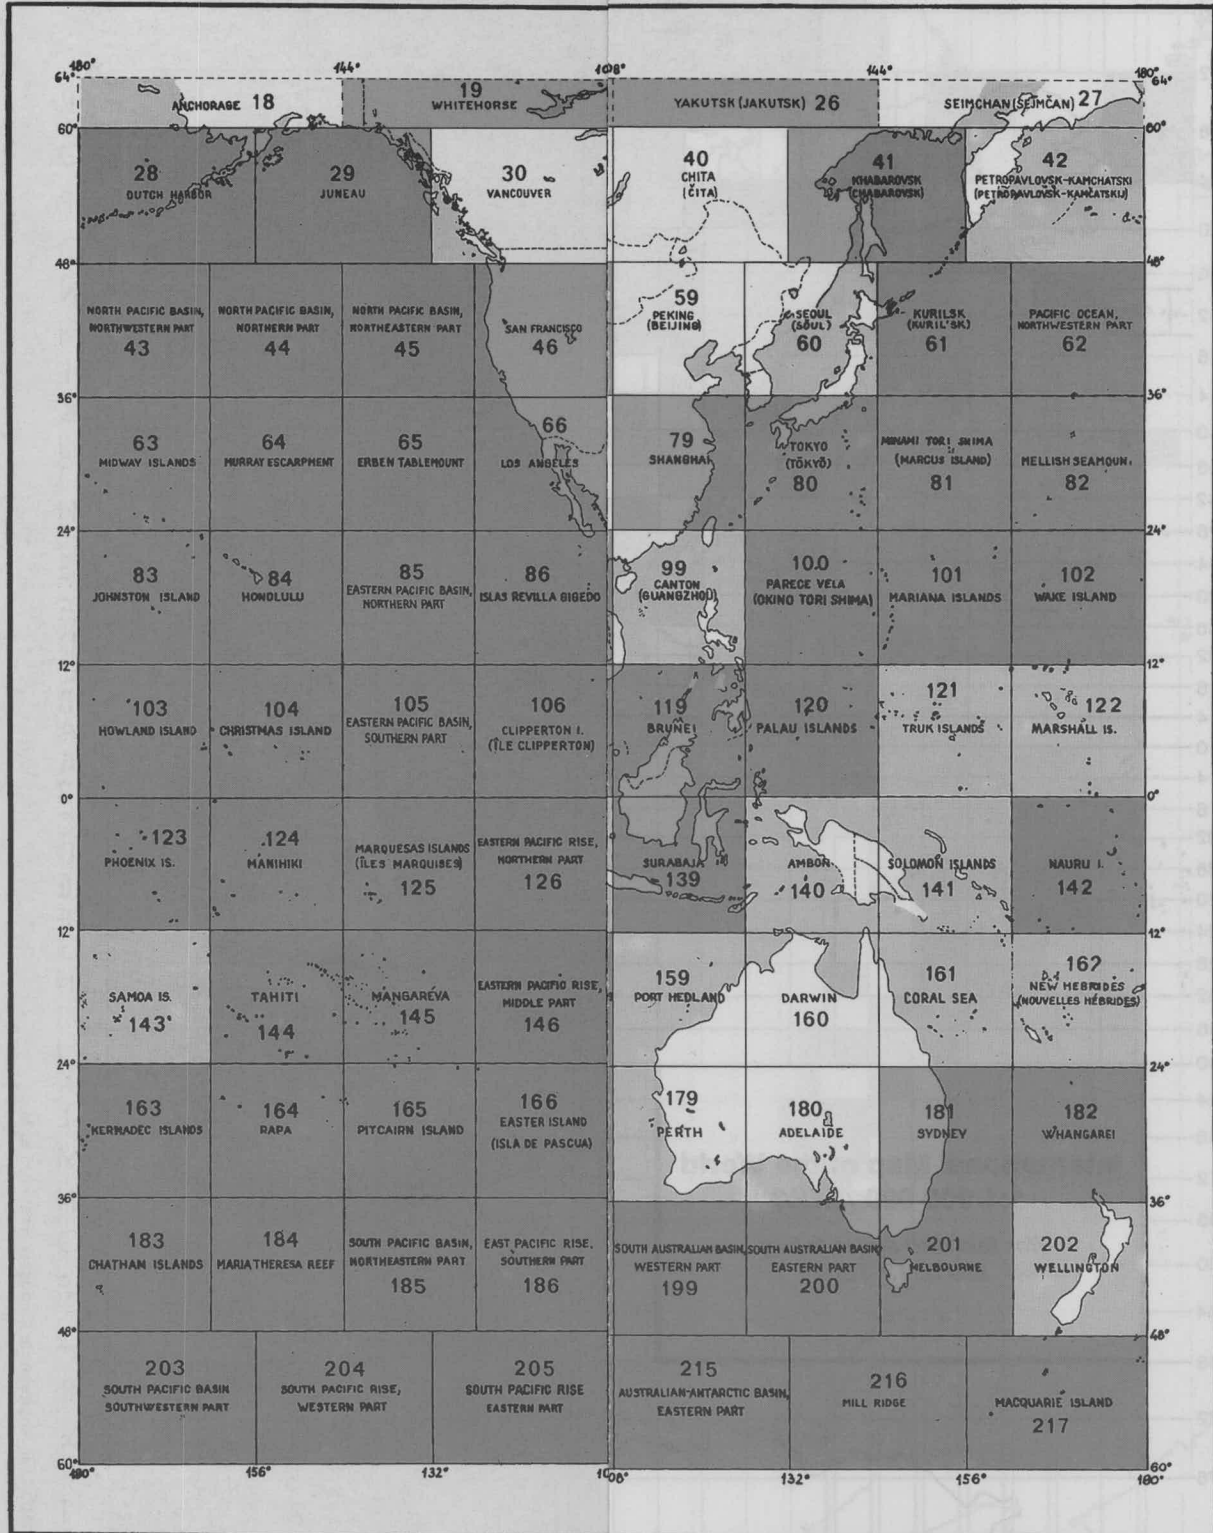 180°
144°
108°
144°
180°
64°
64°
ANCHORAGE 18
19
WHITEHORSE
YAKUTSK (JAKUTSK) 26
SEIMCHAN (SEJMČAN) 27
60°
60°
28
DUTCH HARBOR
29
JUNEAU
30
VANCOUVER
40
CHITA
(ČITA)
41
KHABAROVSK
(CHABAROVSK)
42
PETROPAVLOVSK-KAMCHATSKI
(PETROPAVLOVSK-KAMČATSKIJ)
48°
48°
NORTH PACIFIC BASIN,
NORTHWESTERN PART
43
NORTH PACIFIC BASIN,
NORTHERN PART
44
NORTH PACIFIC BASIN,
NORTHEASTERN PART
45
SAN FRANCISCO
46
59
PEKING
(BEIJING)
SEOUL
(SŎUL)
60
KURILSK
(KURIL'SK)
61
PACIFIC OCEAN,
NORTHWESTERN PART
62
36°
36°
63
MIDWAY ISLANDS
64
MURRAY ESCARPMENT
65
ERBEN TABLEMOUNT
66
LOS ANGELES
79
SHANGHAI
TOKYO
(TŌKYŌ)
80
MINAMI TORI SHIMA
(MARCUS ISLAND)
81
MELLISH SEAMOUN
82
24°
24°
83
JOHNSTON ISLAND
84
HONOLULU
85
EASTERN PACIFIC BASIN,
NORTHERN PART
86
ISLAS REVILLA GIGEDO
99
CANTON
(GUANGZHOU)
100
PARECE VELA
(OKINO TORI SHIMA)
101
MARIANA ISLANDS
102
WAKE ISLAND
12°
12°
103
HOWLAND ISLAND
104
CHRISTMAS ISLAND
105
EASTERN PACIFIC BASIN,
SOUTHERN PART
106
CLIPPERTON I.
(ÎLE CLIPPERTON)
119
BRUNEI
120
PALAU ISLANDS
121
TRUK ISLANDS
122
MARSHALL IS.
0°
0°
123
PHOENIX IS.
124
MANIHIKI
MARQUESAS ISLANDS
(ÎLES MARQUISES)
125
EASTERN PACIFIC RISE,
NORTHERN PART
126
SURABAJA
139
AMBON
140
SOLOMON ISLANDS
141
NAURU I.
142
12°
12°
SAMOA IS.
143
TAHITI
144
MANGAREVA
145
EASTERN PACIFIC RISE,
MIDDLE PART
146
159
PORT HEDLAND
DARWIN
160
161
CORAL SEA
162
NEW HEBRIDES
(NOUVELLES HÉBRIDES)
24°
24°
163
KERMADEC ISLANDS
164
RAPA
165
PITCAIRN ISLAND
166
EASTER ISLAND
(ISLA DE PASCUA)
179
PERTH
180
ADELAIDE
181
SYDNEY
182
WHANGAREI
36°
36°
183
CHATHAM ISLANDS
184
MARIA THERESA REEF
SOUTH PACIFIC BASIN,
NORTHEASTERN PART
185
EAST PACIFIC RISE,
SOUTHERN PART
186
SOUTH AUSTRALIAN BASIN,
WESTERN PART
199
SOUTH AUSTRALIAN BASIN
EASTERN PART
200
201
MELBOURNE
202
WELLINGTON
48°
48°
203
SOUTH PACIFIC BASIN
SOUTHWESTERN PART
204
SOUTH PACIFIC RISE,
WESTERN PART
205
SOUTH PACIFIC RISE
EASTERN PART
215
AUSTRALIAN-ANTARCTIC BASIN,
EASTERN PART
216
MILL RIDGE
MACQUARIE ISLAND
217
60°
60°
180°
156°
132°
108°
132°
156°
180°